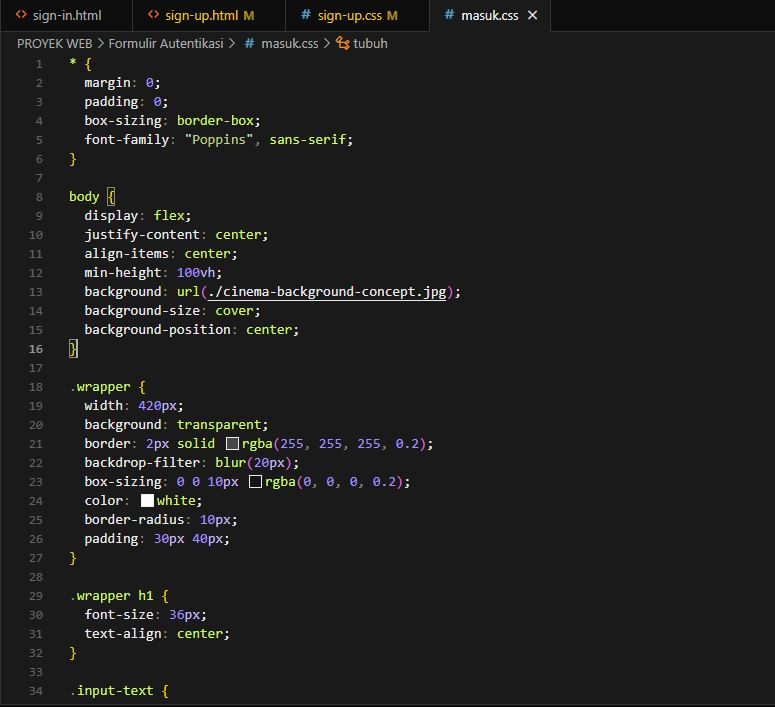 sign-in.html sign-up.html M sign-up.css M masuk.css
PROYEK WEB > Formulir Autentikasi > # masuk.css > tubuh
1 * {
2 margin: 0;
3 padding: 0;
4 box-sizing: border-box;
5 font-family: "Poppins", sans-serif;
6 }
7
8 body {
9 display: flex;
10 justify-content: center;
11 align-items: center;
12 min-height: 100vh;
13 background: url(./cinema-background-concept.jpg);
14 background-size: cover;
15 background-position: center;
16 }
17
18 .wrapper {
19 width: 420px;
20 background: transparent;
21 border: 2px solid rgba(255, 255, 255, 0.2);
22 backdrop-filter: blur(20px);
23 box-sizing: 0 0 10px rgba(0, 0, 0, 0.2);
24 color: white;
25 border-radius: 10px;
26 padding: 30px 40px;
27 }
28
29 .wrapper h1 {
30 font-size: 36px;
31 text-align: center;
32 }
33
34 .input-text {